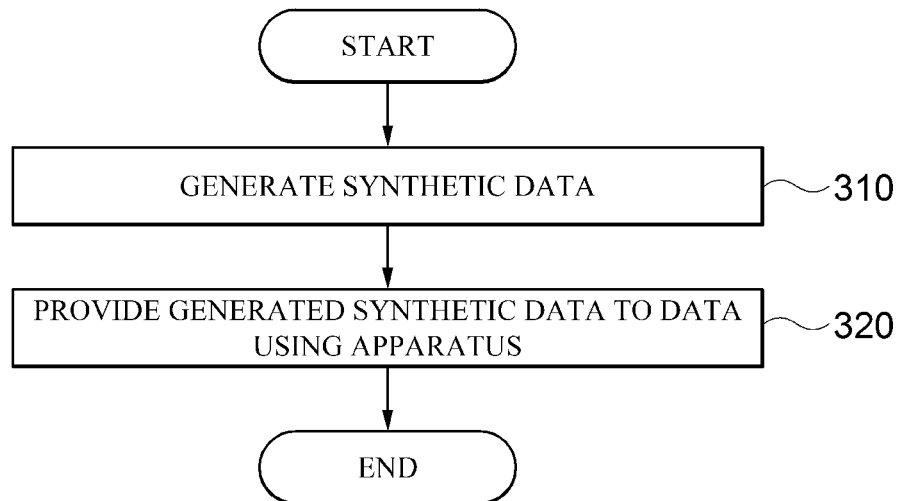 START
GENERATE SYNTHETIC DATA
310
PROVIDE GENERATED SYNTHETIC DATA TO DATA
USING APPARATUS
320
END